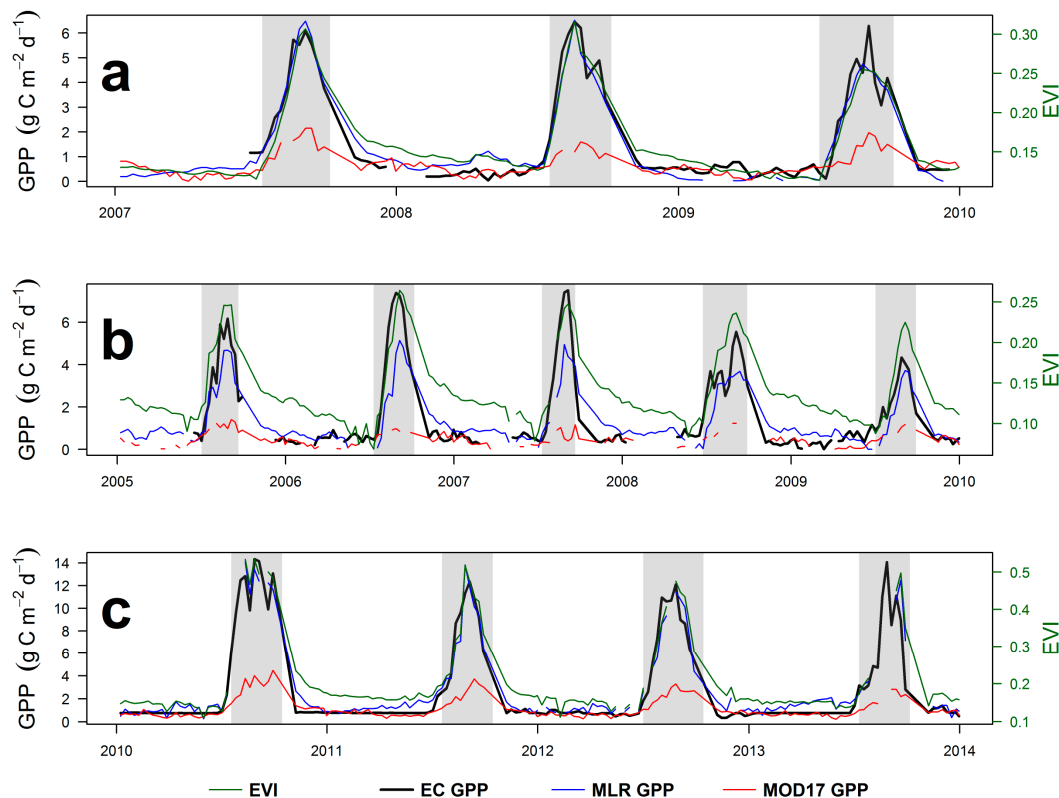 a
GPP (g C m⁻² d⁻¹)
0 1 2 3 4 5 6
0.15 0.20 0.25 0.30
EVI
2007 2008 2009 2010
b
GPP (g C m⁻² d⁻¹)
0 2 4 6
0.10 0.15 0.20 0.25
EVI
2005 2006 2007 2008 2009 2010
c
GPP (g C m⁻² d⁻¹)
0 2 4 6 8 10 12 14
0.1 0.2 0.3 0.4 0.5
EVI
2010 2011 2012 2013 2014
EVI EC GPP MLR GPP MOD17 GPP